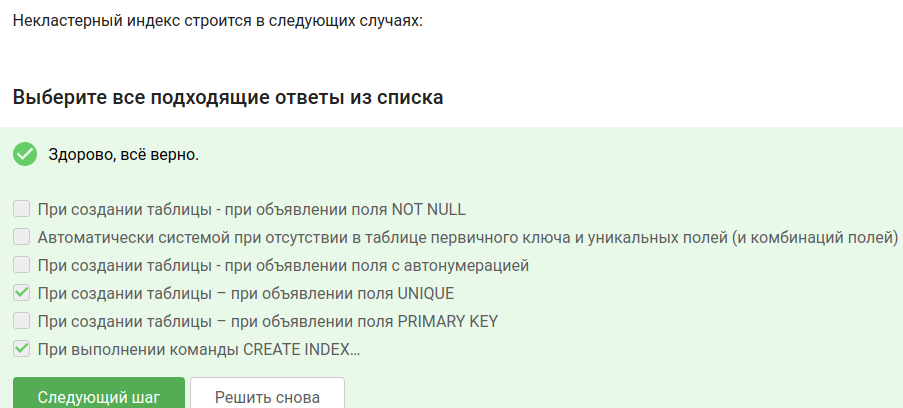 Некластерный индекс строится в следующих случаях:
Выберите все подходящие ответы из списка
Здорово, всё верно.
При создании таблицы - при объявлении поля NOT NULL
Автоматически системой при отсутствии в таблице первичного ключа и уникальных полей (и комбинаций полей)
При создании таблицы - при объявлении поля с автонумерацией
При создании таблицы – при объявлении поля UNIQUE
При создании таблицы – при объявлении поля PRIMARY KEY
При выполнении команды CREATE INDEX...
Следующий шаг Решить снова